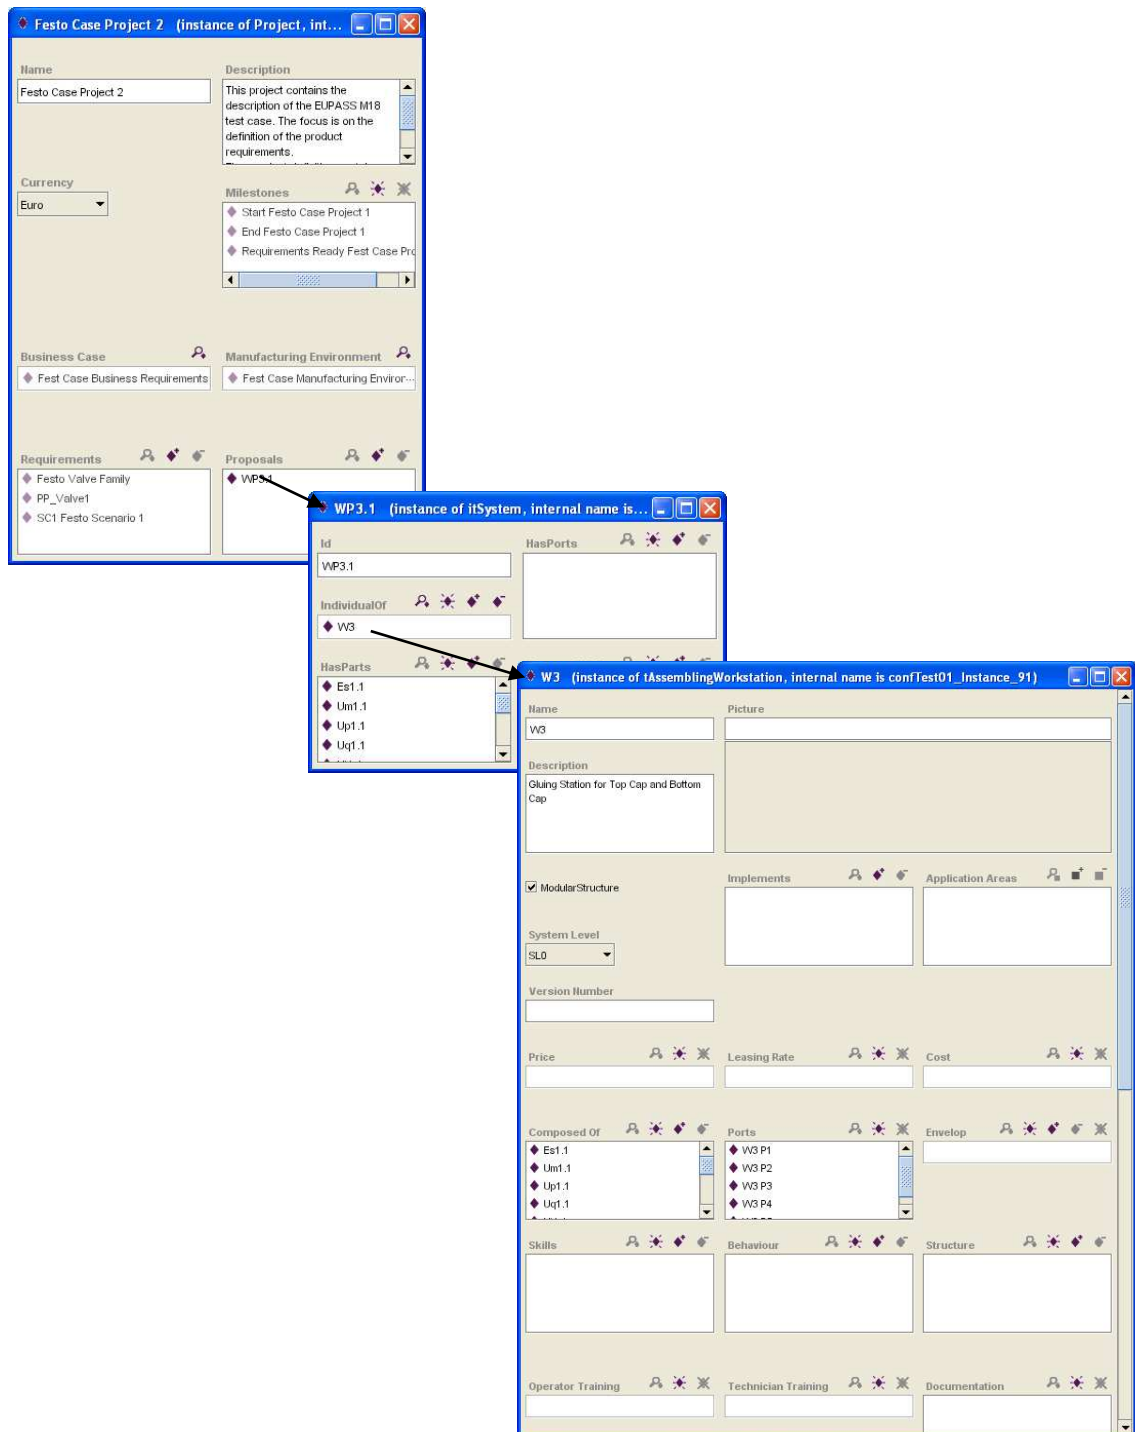 Festo Case Project 2 (instance of Project, int...
Name
Festo Case Project 2
Description
This project contains the
description of the EUPASS M18
test case. The focus is on the
definition of the product
requirements.
Currency
Euro
Milestones
Start Festo Case Project 1
End Festo Case Project 1
Requirements Ready Fest Case Pro
Business Case
Fest Case Business Requirements
Manufacturing Environment
Fest Case Manufacturing Environ...
Requirements
Festo Valve Family
PP_Valve1
SC1 Festo Scenario 1
Proposals
WP3.1
WP3.1 (instance of itSystem, internal name is...
Id
WP3.1
HasPorts
IndividualOf
W3
HasParts
Es1.1
Um1.1
Up1.1
Uq1.1
W3 (instance of tAssemblingWorkstation, internal name is confTest01_Instance_91)
Name
W3
Picture
Description
Gluing Station for Top Cap and Bottom
Cap
ModularStructure
Implements
Application Areas
System Level
SL0
Version Number
Price
Leasing Rate
Cost
Composed Of
Es1.1
Um1.1
Up1.1
Uq1.1
Ports
W3 P1
W3 P2
W3 P3
W3 P4
Envelop
Skills
Behaviour
Structure
Operator Training
Technician Training
Documentation